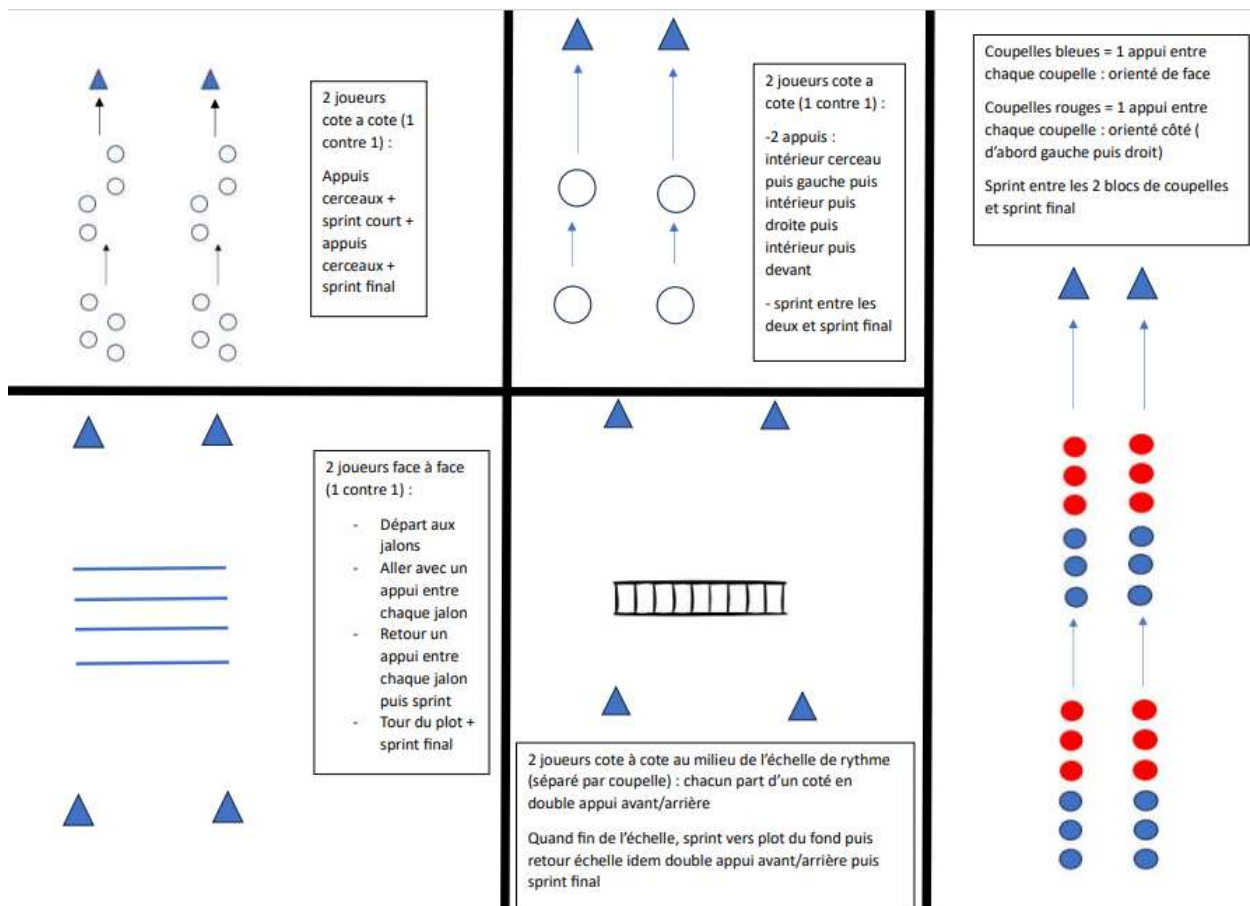 2 joueurs
cote a cote (1
contre 1) :
Appuis
cerceaux +
sprint court +
appuis
cerceaux +
sprint final
2 joueurs cote a
cote (1 contre 1) :
-2 appuis :
intérieur cerceau
puis gauche puis
intérieur puis
droite puis
intérieur puis
devant
- sprint entre les
deux et sprint final
Coupelles bleues = 1 appui entre
chaque coupelle : orienté de face
Coupelles rouges = 1 appui entre
chaque coupelle : orienté côté (
d’abord gauche puis droit)
Sprint entre les 2 blocs de coupelles
et sprint final
2 joueurs face à face
(1 contre 1) :
- Départ aux
jalons
- Aller avec un
appui entre
chaque jalon
- Retour un
appui entre
chaque jalon
puis sprint
- Tour du plot +
sprint final
2 joueurs cote à cote au milieu de l’échelle de rythme
(séparé par coupelle) : chacun part d’un coté en
double appui avant/arrière
Quand fin de l’échelle, sprint vers plot du fond puis
retour échelle idem double appui avant/arrière puis
sprint final